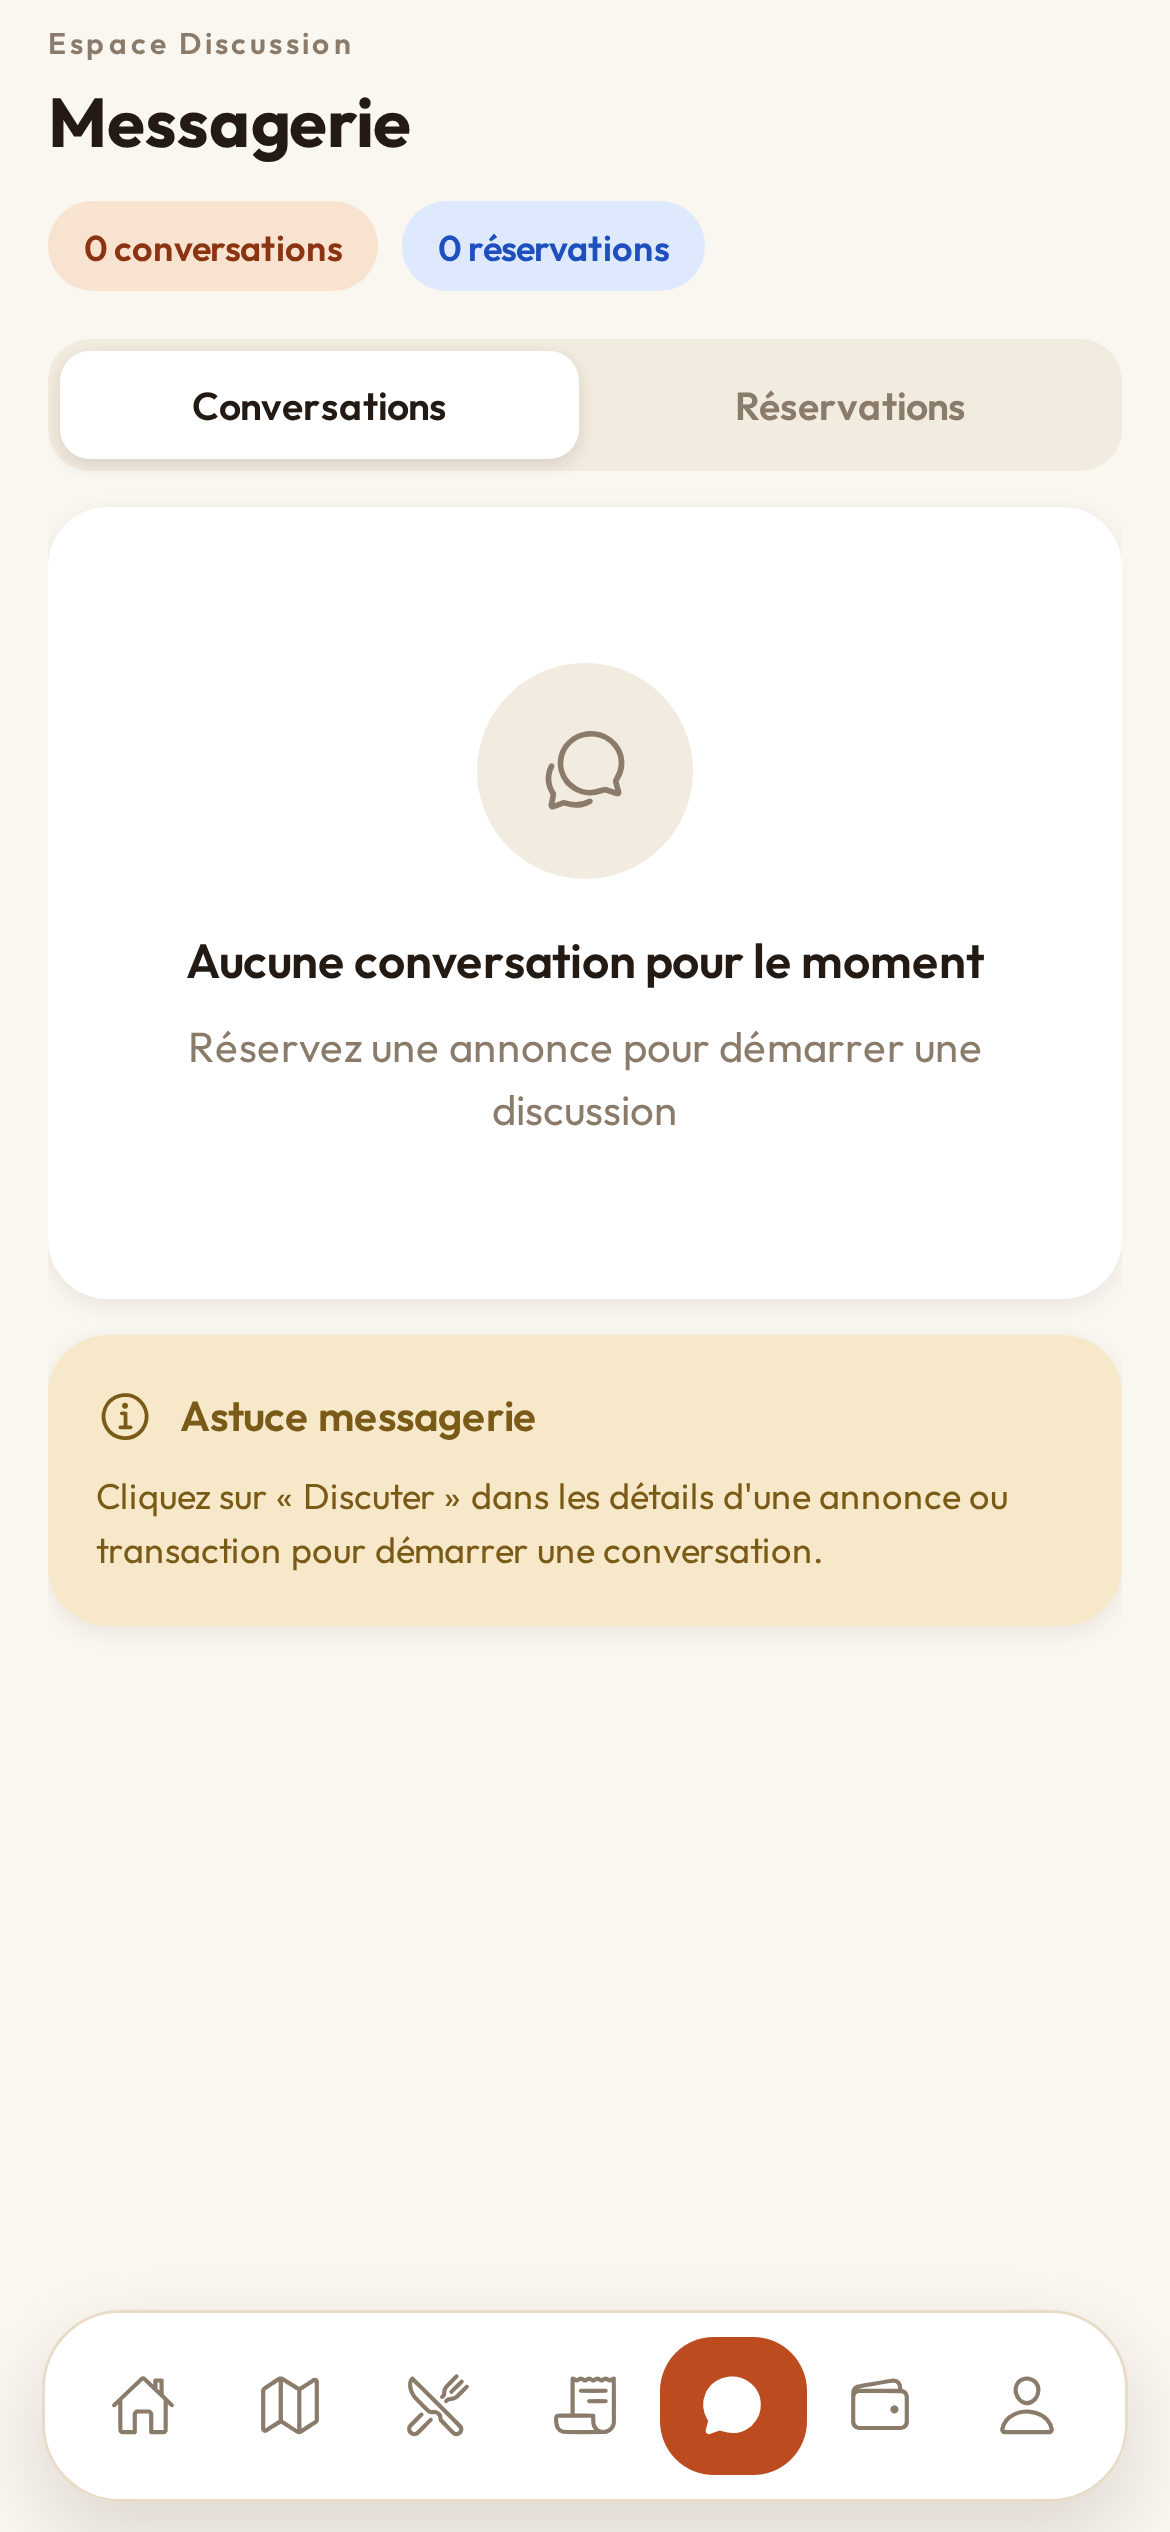 Espace Discussion
Messagerie
0 conversations
0 réservations
Conversations
Réservations
Aucune conversation pour le moment
Réservez une annonce pour démarrer une
discussion
Astuce messagerie
Cliquez sur « Discuter » dans les détails d'une annonce ou
transaction pour démarrer une conversation.